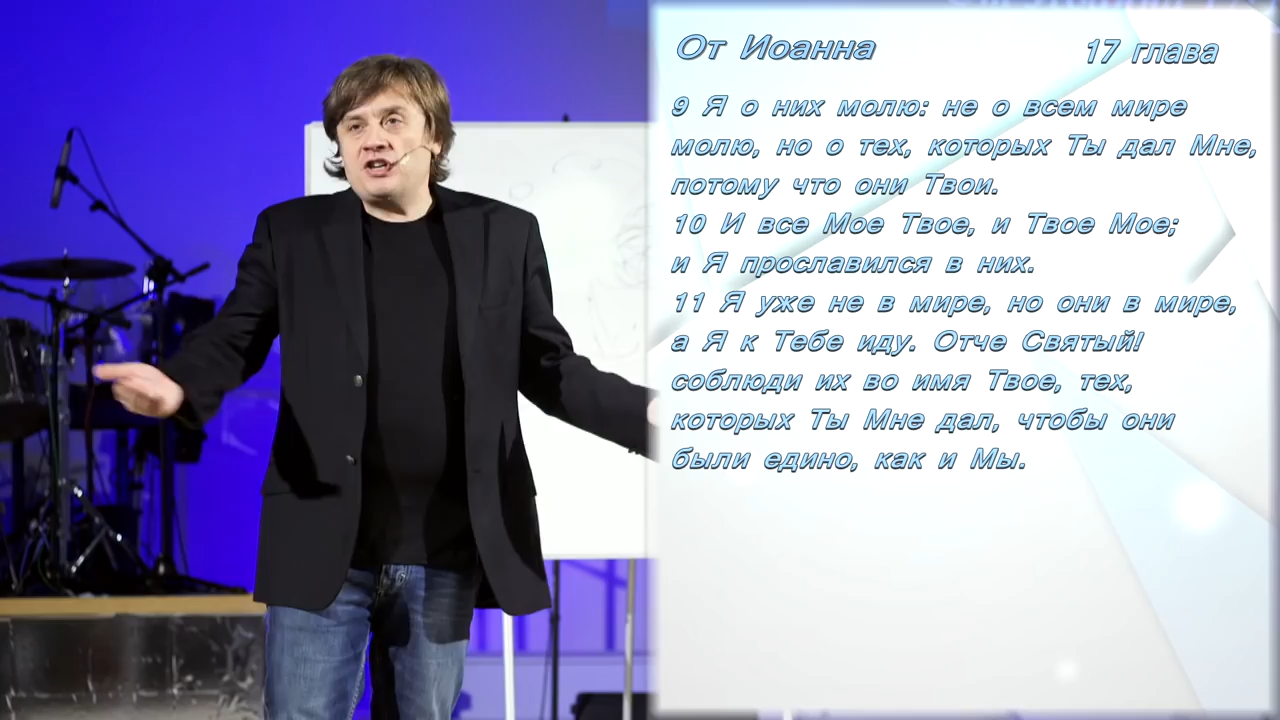 От Иоанна 17 глава
9 Я о них молю: не о всем мире
молю, но о тех, которых Ты дал Мне,
потому что они Твои.
10 И все Мое Твое, и Твое Мое;
и Я прославился в них.
11 Я уже не в мире, но они в мире,
а Я к Тебе иду. Отче Святый!
соблюди их во имя Твое, тех,
которых Ты Мне дал, чтобы они
были едино, как и Мы.